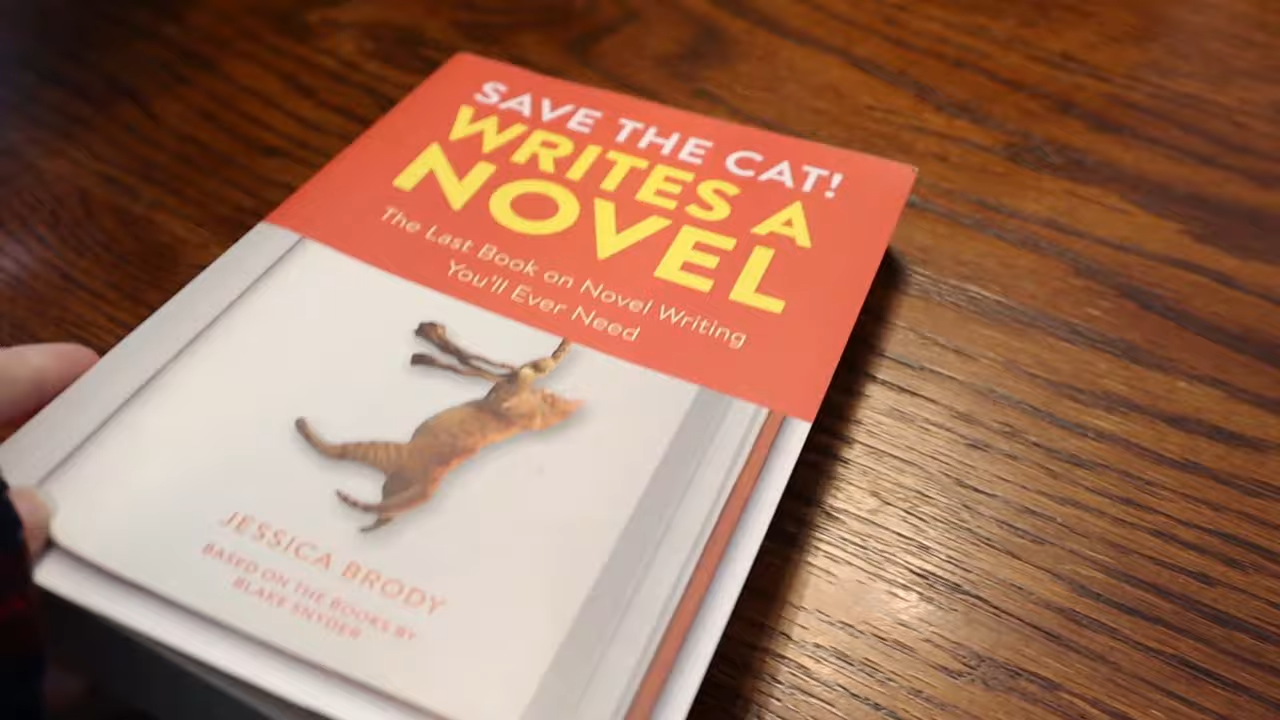 SAVE THE CAT!
WRITES A
NOVEL
The Last Book on Novel Writing
You'll Ever Need
JESSICA BRODY
BASED ON THE BOOKS BY
BLAKE SNYDER